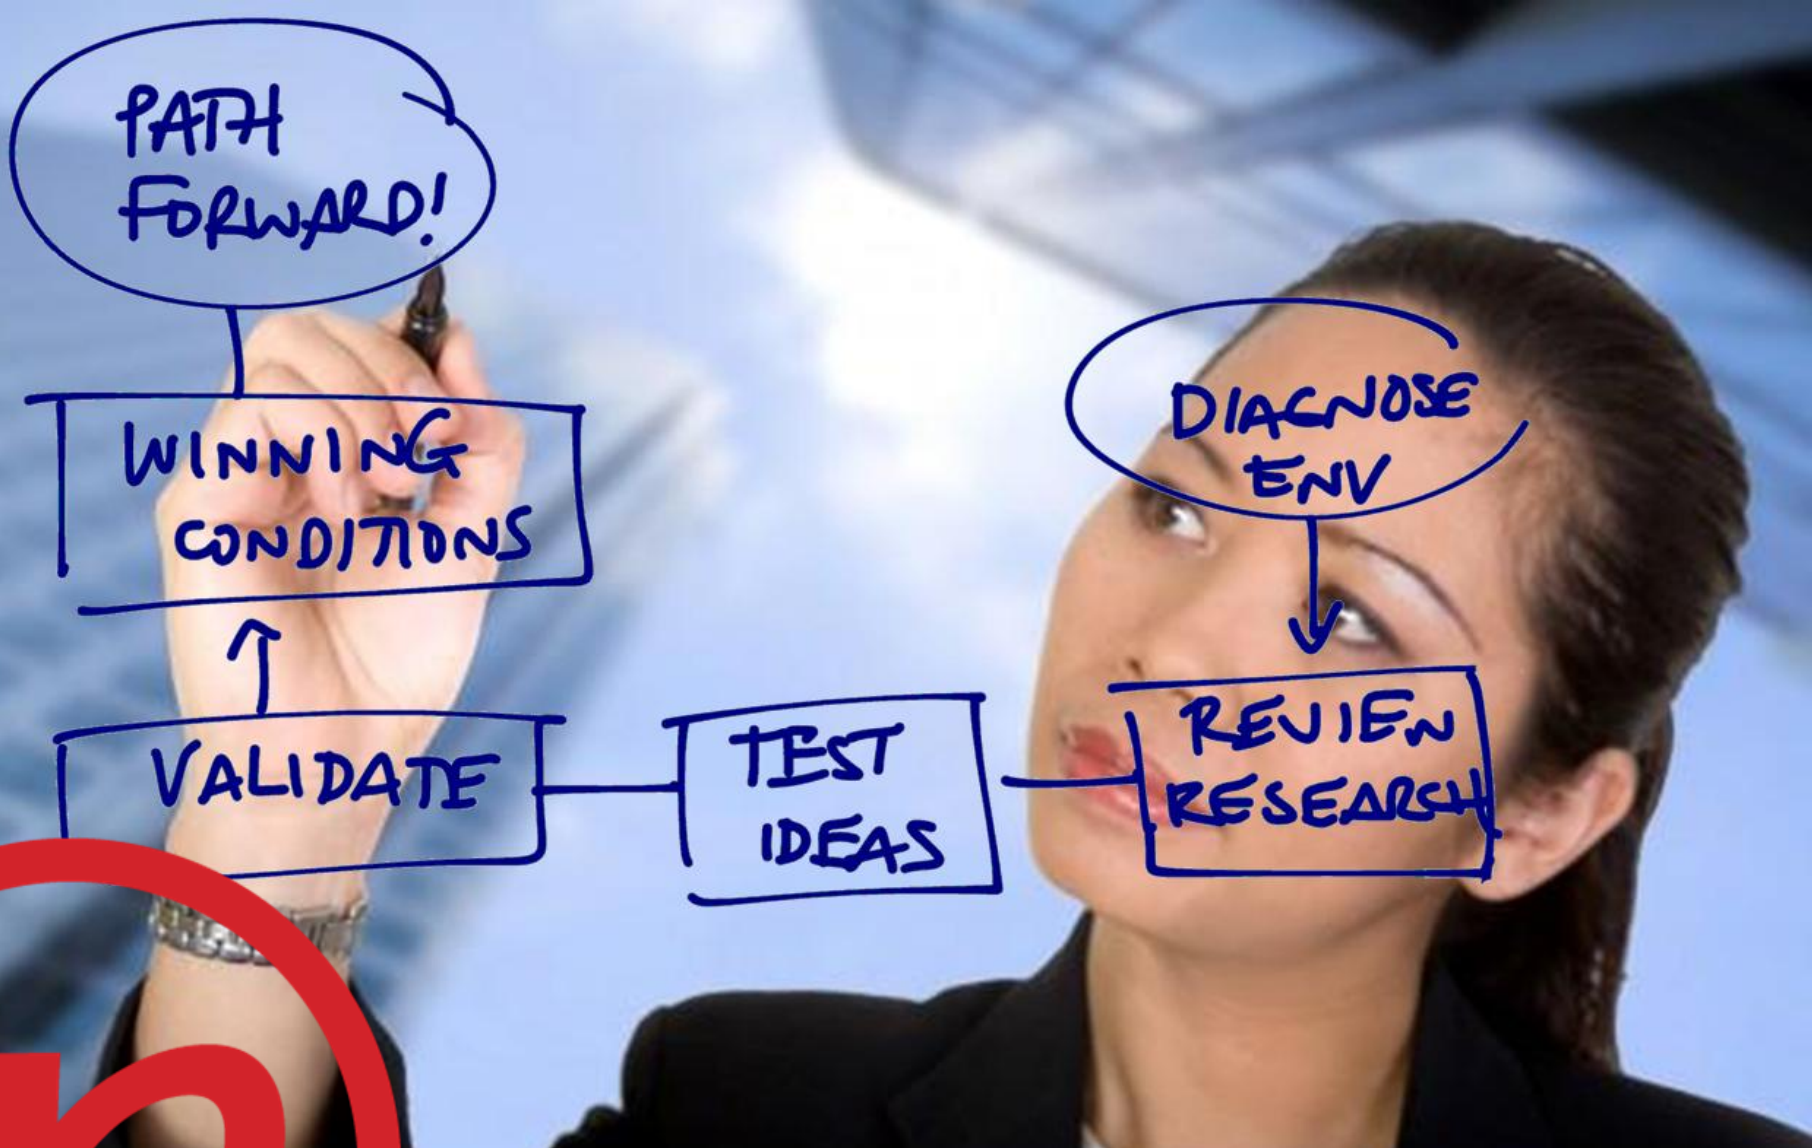 PATH
FORWARD!
WINNING
CONDITIONS
VALIDATE
TEST
IDEAS
DIAGNOSE
ENV
REVIEW
RESEARCH